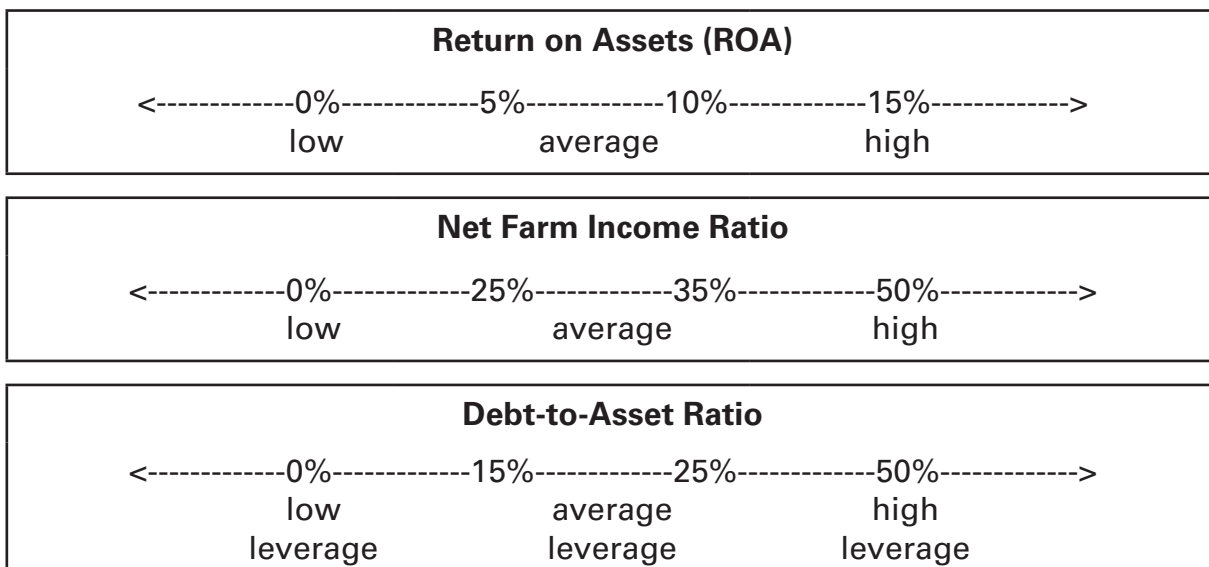 Return on Assets (ROA)
<-------------0%-------------5%-------------10%-------------15%------------->
low average high
Net Farm Income Ratio
<-------------0%-------------25%-------------35%-------------50%------------->
low average high
Debt-to-Asset Ratio
<-------------0%-------------15%-------------25%-------------50%------------->
low average high
leverage leverage leverage